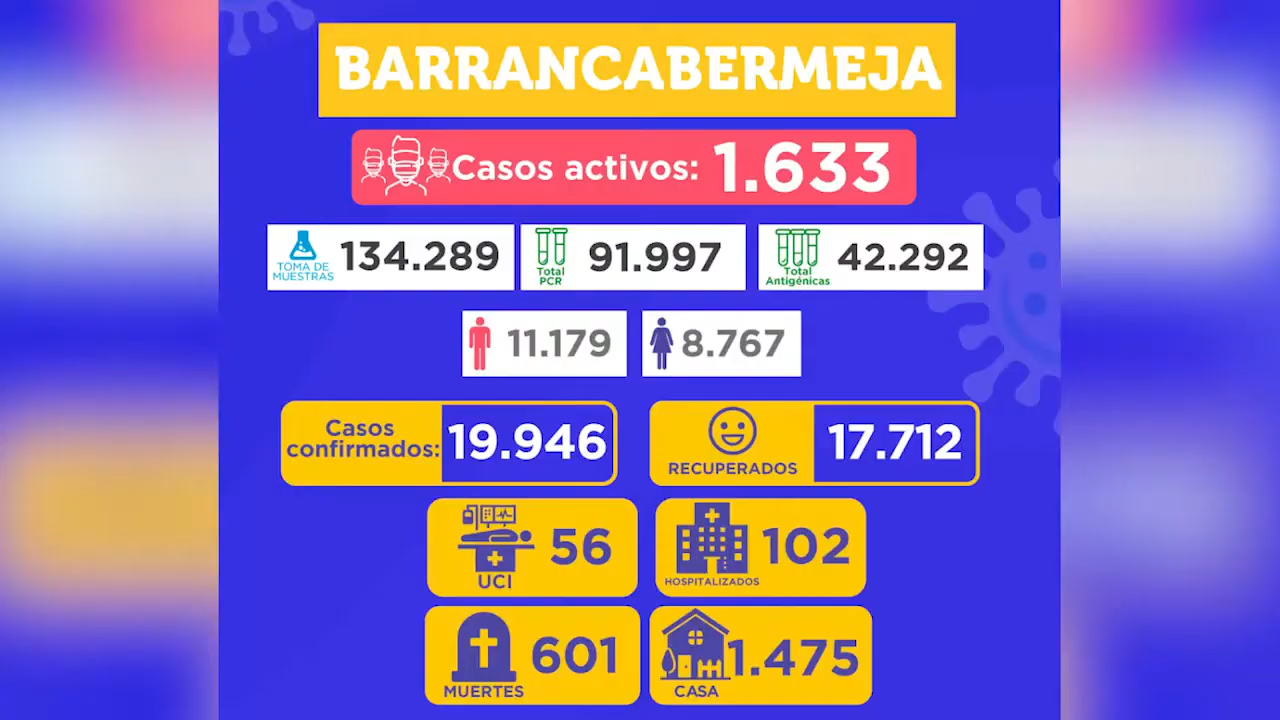 BARRANCABERMEJA
Casos activos: 1.633
TOMA DE
MUESTRAS
134.289
Total
PCR
91.997
Total
Antigénicas
42.292
11.179
8.767
Casos
confirmados:
19.946
RECUPERADOS
17.712
UCI
56
HOSPITALIZADOS
102
MUERTES
601
CASA
1.475